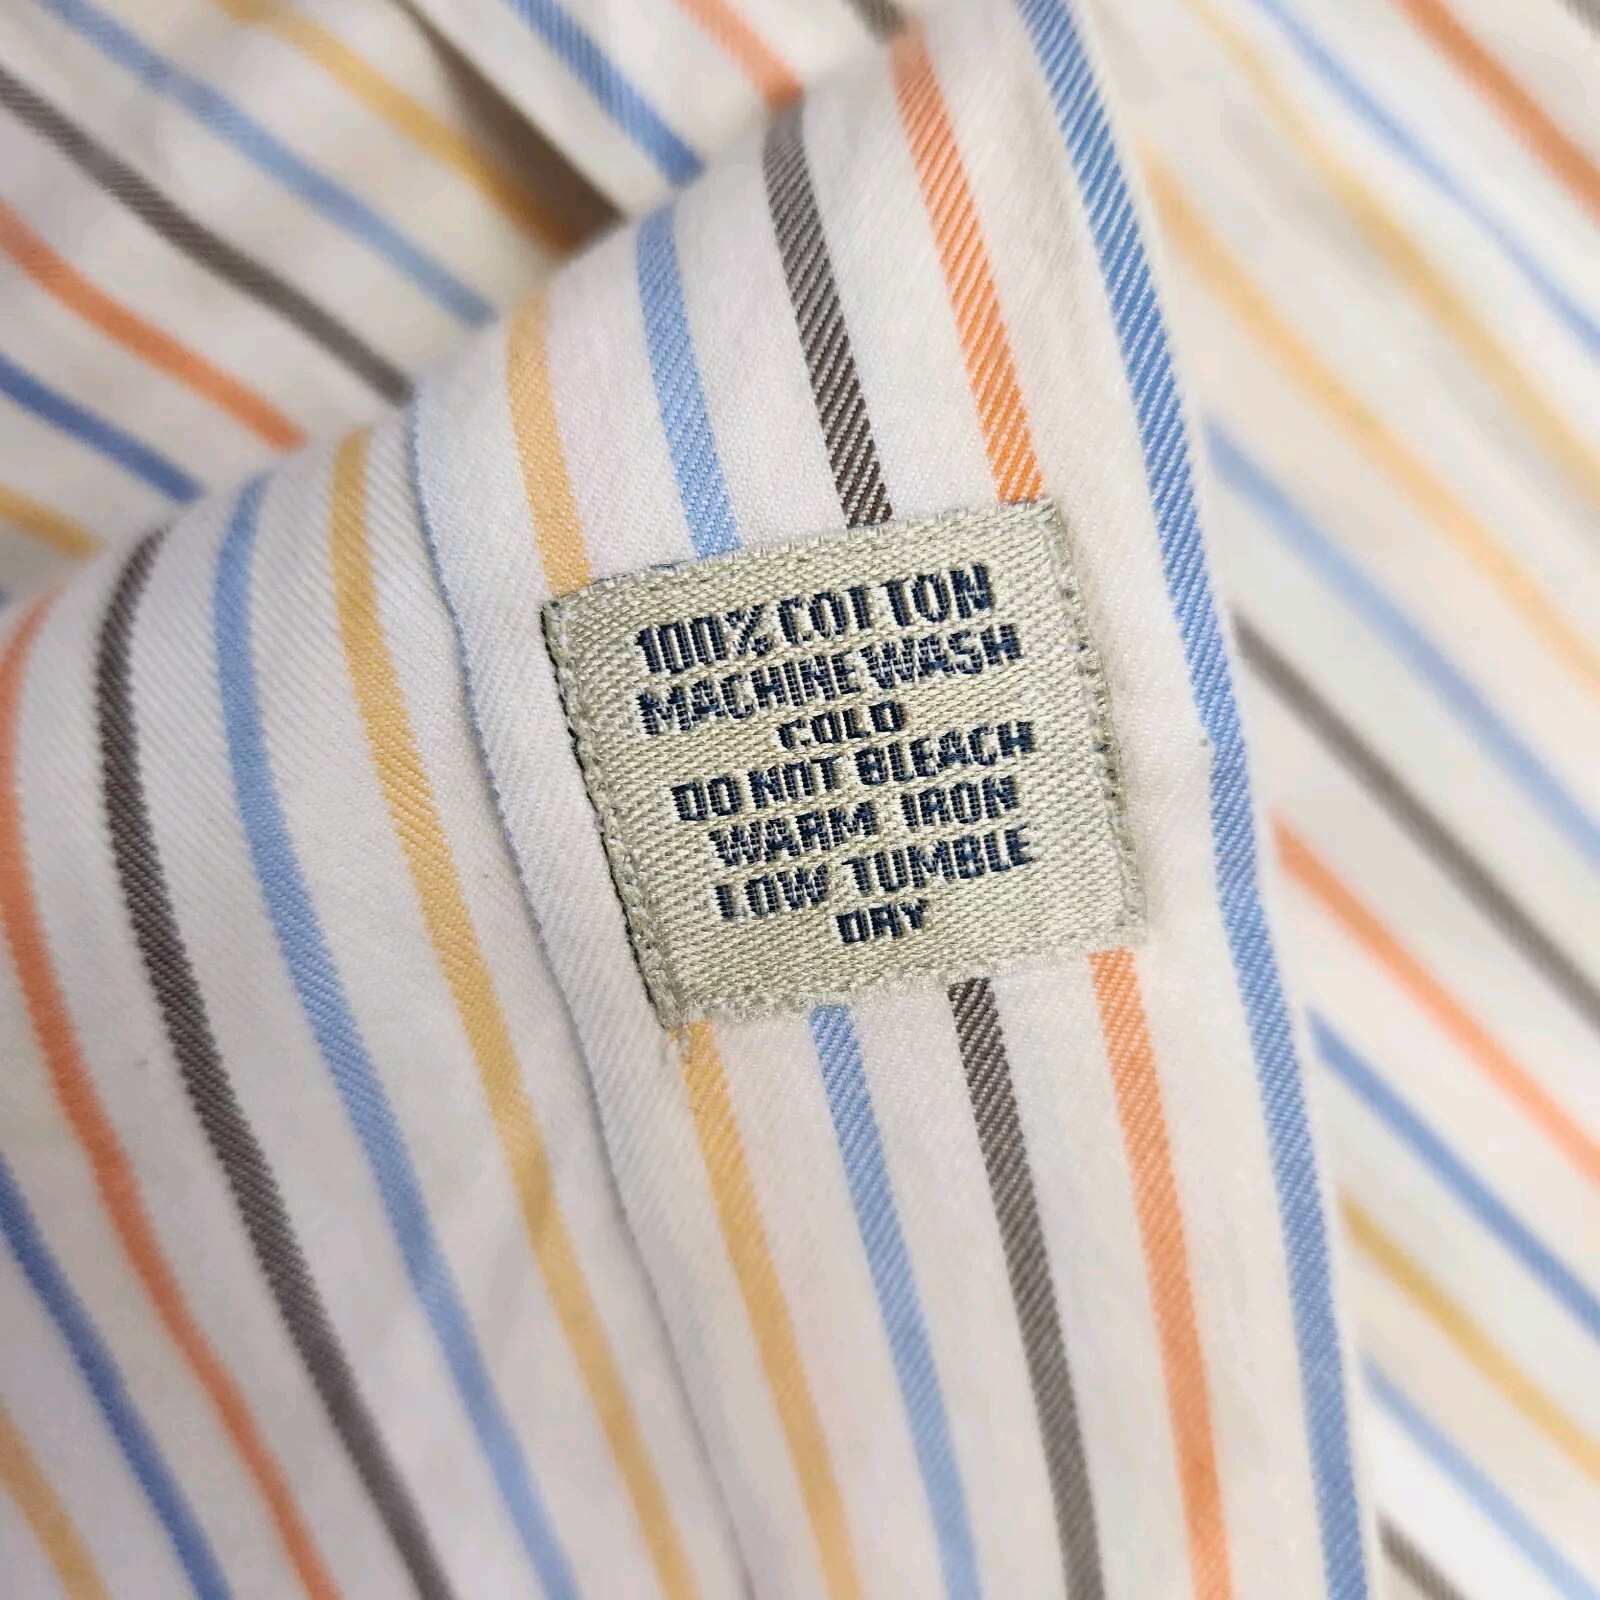 100% COTTON
MACHINE WASH
COLD
DO NOT BLEACH
WARM IRON
LOW TUMBLE
DRY